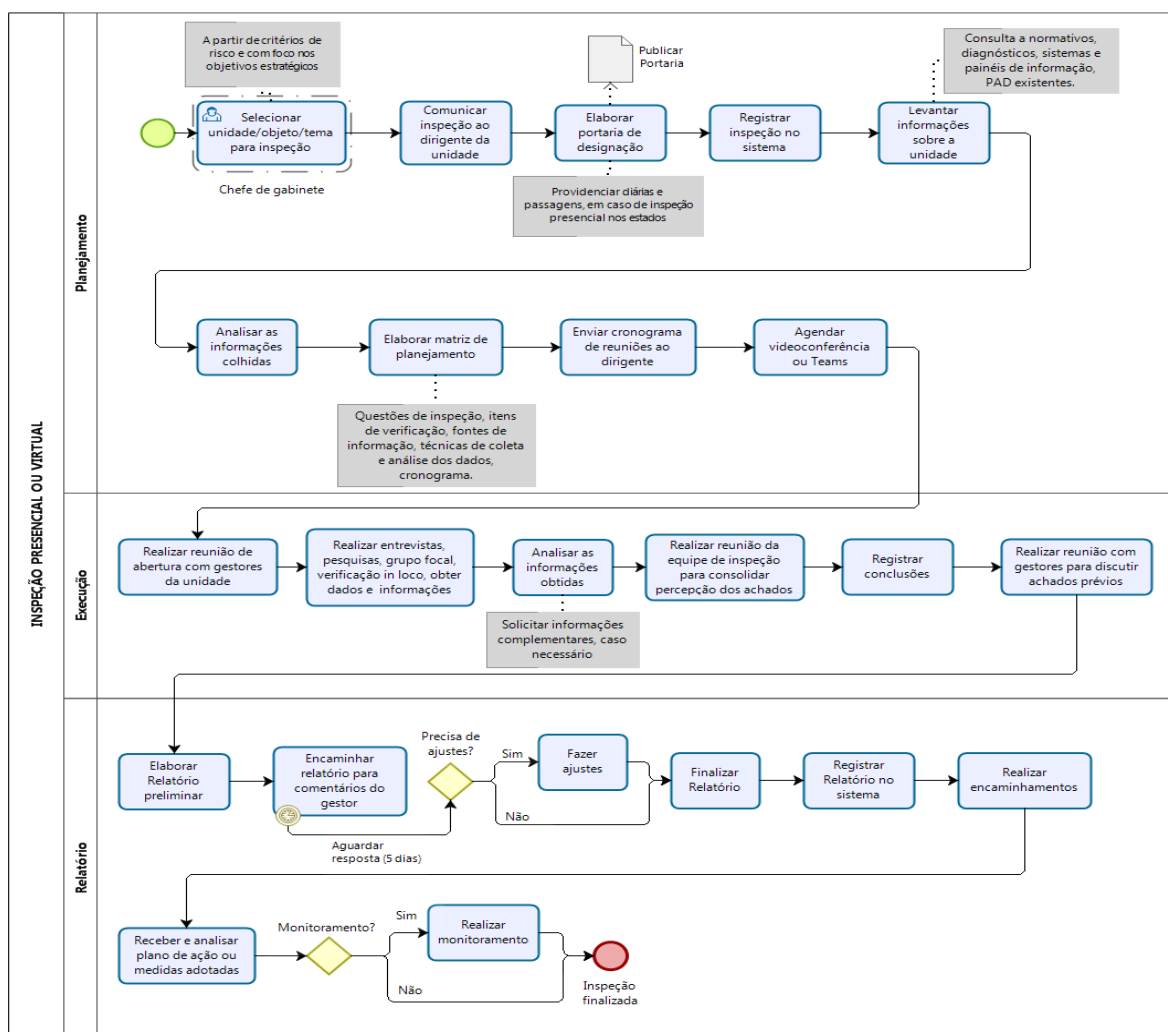 INSPEÇÃO PRESENCIAL OU VIRTUAL
Planejamento
A partir de critérios de
risco e com foco nos
objetivos estratégicos
Selecionar
unidade/objeto/tema
para inspeção
Chefe de gabinete
Comunicar
inspeção ao
dirigente da
unidade
Publicar
Portaria
Elaborar
portaria de
designação
Providenciar diárias e
passagens, em caso de inspeção
presencial nos estados
Registrar
inspeção no
sistema
Consulta a normativos,
diagnósticos, sistemas e
painéis de informação,
PAD existentes.
Levantar
informações
sobre a
unidade
Analisar as
informações
colhidas
Elaborar matriz de
planejamento
Questões de inspeção, itens
de verificação, fontes de
informação, técnicas de coleta
e análise dos dados,
cronograma.
Enviar cronograma
de reuniões ao
dirigente
Agendar
videoconferência
ou Teams
Execução
Realizar reunião de
abertura com gestores
da unidade
Realizar entrevistas,
pesquisas, grupo focal,
verificação in loco, obter
dados e informações
Analisar as
informações
obtidas
Solicitar informações
complementares, caso
necessário
Realizar reunião da
equipe de inspeção
para consolidar
percepção dos achados
Registrar
conclusões
Realizar reunião com
gestores para discutir
achados prévios
Relatório
Elaborar
Relatório
preliminar
Encaminhar
relatório para
comentários do
gestor
Aguardar
resposta (5 dias)
Precisa de
ajustes?
Sim
Não
Fazer
ajustes
Finalizar
Relatório
Registrar
Relatório no
sistema
Realizar
encaminhamentos
Receber e analisar
plano de ação ou
medidas adotadas
Monitoramento?
Sim
Não
Realizar
monitoramento
Inspeção
finalizada